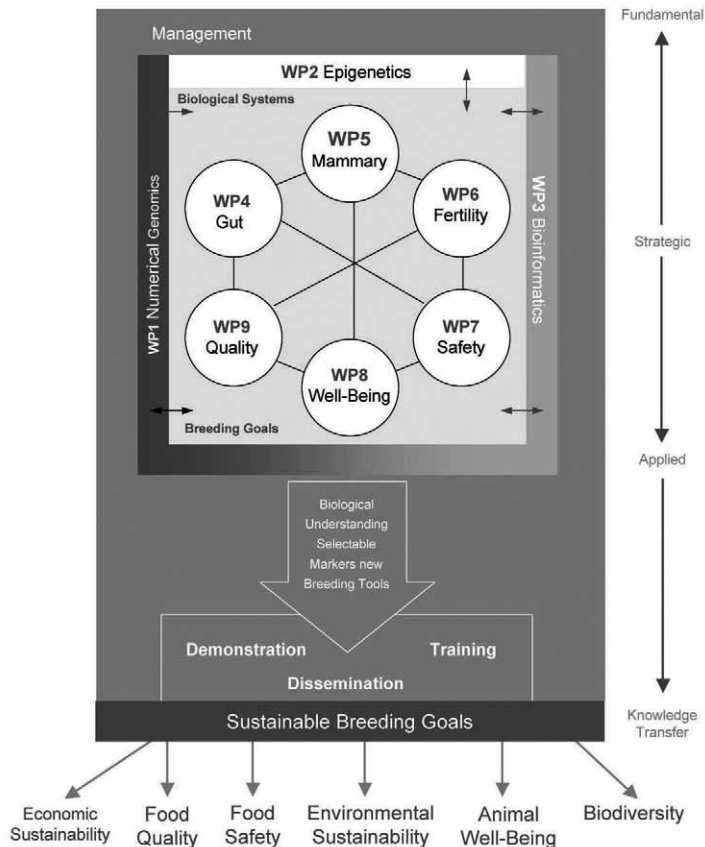 Fundamental
Management
WP2 Epigenetics
Biological Systems
WP5
Mammary
WP4
Gut
WP6
Fertility
WP1 Numerical Genomics
WP3 Bioinformatics
Strategic
WP9
Quality
WP7
Safety
WP8
Well-Being
Breeding Goals
Applied
Biological
Understanding
Selectable
Markers new
Breeding Tools
Demonstration
Training
Dissemination
Sustainable Breeding Goals
Knowledge
Transfer
Economic
Sustainability
Food
Quality
Food
Safety
Environmental
Sustainability
Animal
Well-Being
Biodiversity